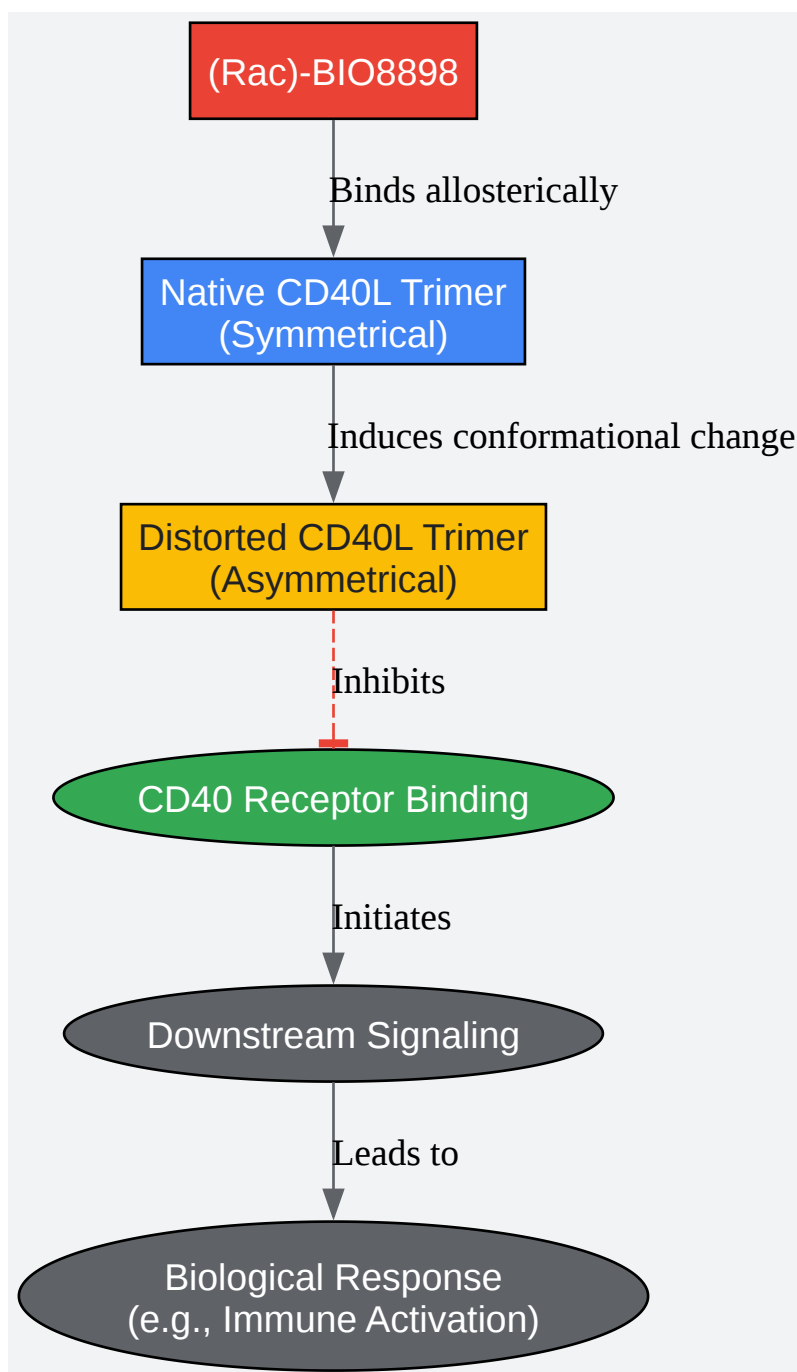 (Rac)-BIO8898
Binds allosterically
Native CD40L Trimer
(Symmetrical)
Induces conformational change
Distorted CD40L Trimer
(Asymmetrical)
Inhibits
CD40 Receptor Binding
Initiates
Downstream Signaling
Leads to
Biological Response
(e.g., Immune Activation)